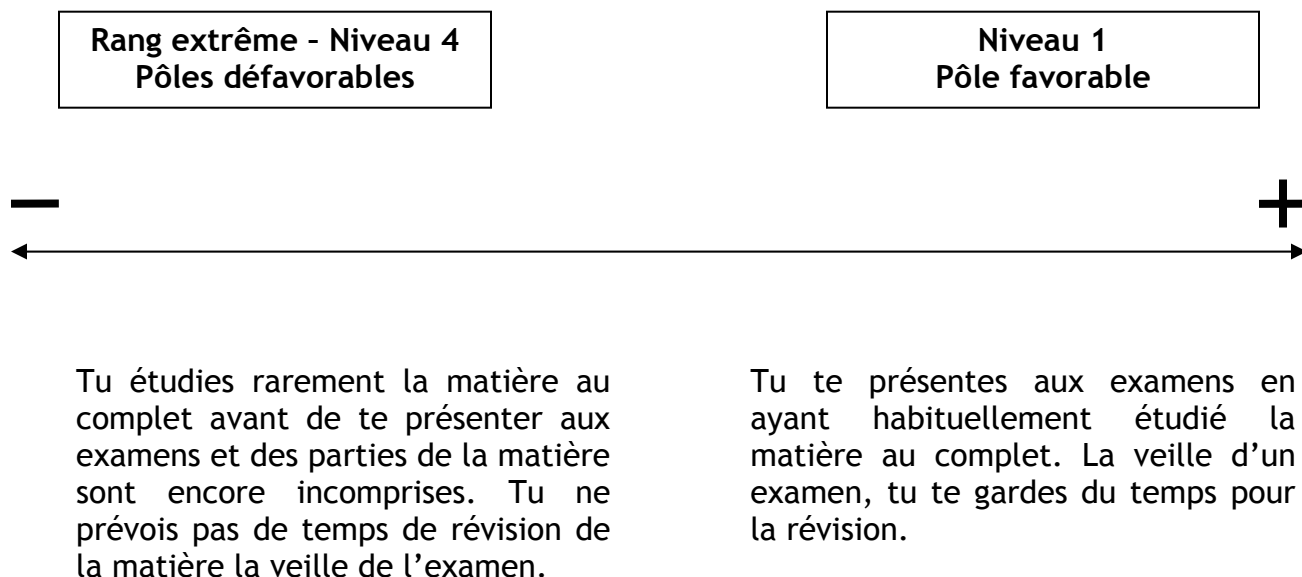 Rang extrême – Niveau 4
Pôles défavorables
Niveau 1
Pôle favorable
–
+
Tu étudies rarement la matière au
complet avant de te présenter aux
examens et des parties de la matière
sont encore incomprises. Tu ne
prévois pas de temps de révision de
la matière la veille de l’examen.
Tu te présentes aux examens en
ayant habituellement étudié la
matière au complet. La veille d’un
examen, tu te gardes du temps pour
la révision.